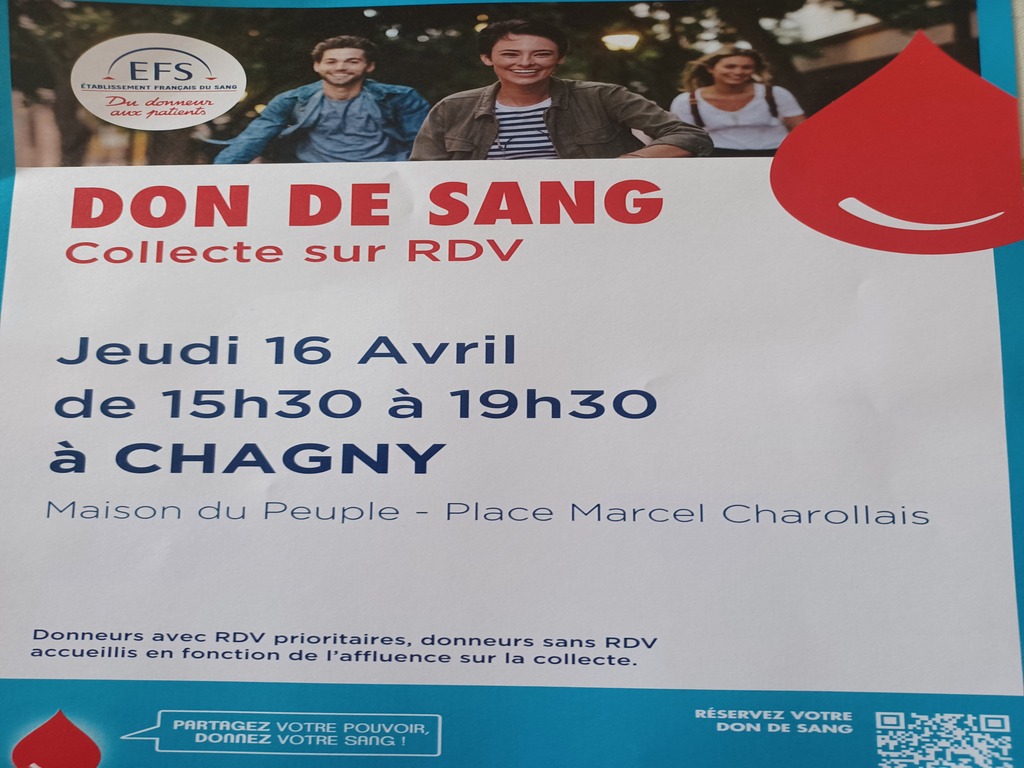 EFS
ÉTABLISSEMENT FRANÇAIS DU SANG
Du donneur
aux patients
DON DE SANG
Collecte sur RDV
Jeudi 16 Avril
de 15h30 à 19h30
à CHAGNY
Maison du Peuple - Place Marcel Charollais
Donneurs avec RDV prioritaires, donneurs sans RDV
accueillis en fonction de l'affluence sur la collecte.
PARTAGEZ VOTRE POUVOIR,
DONNEZ VOTRE SANG !
RÉSERVEZ VOTRE
DON DE SANG